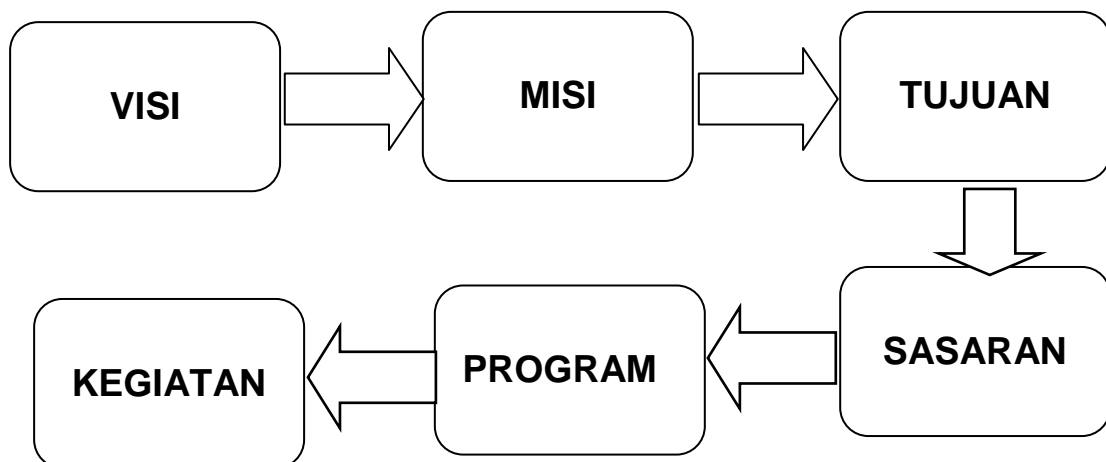 VISI
MISI
TUJUAN
SASARAN
PROGRAM
KEGIATAN